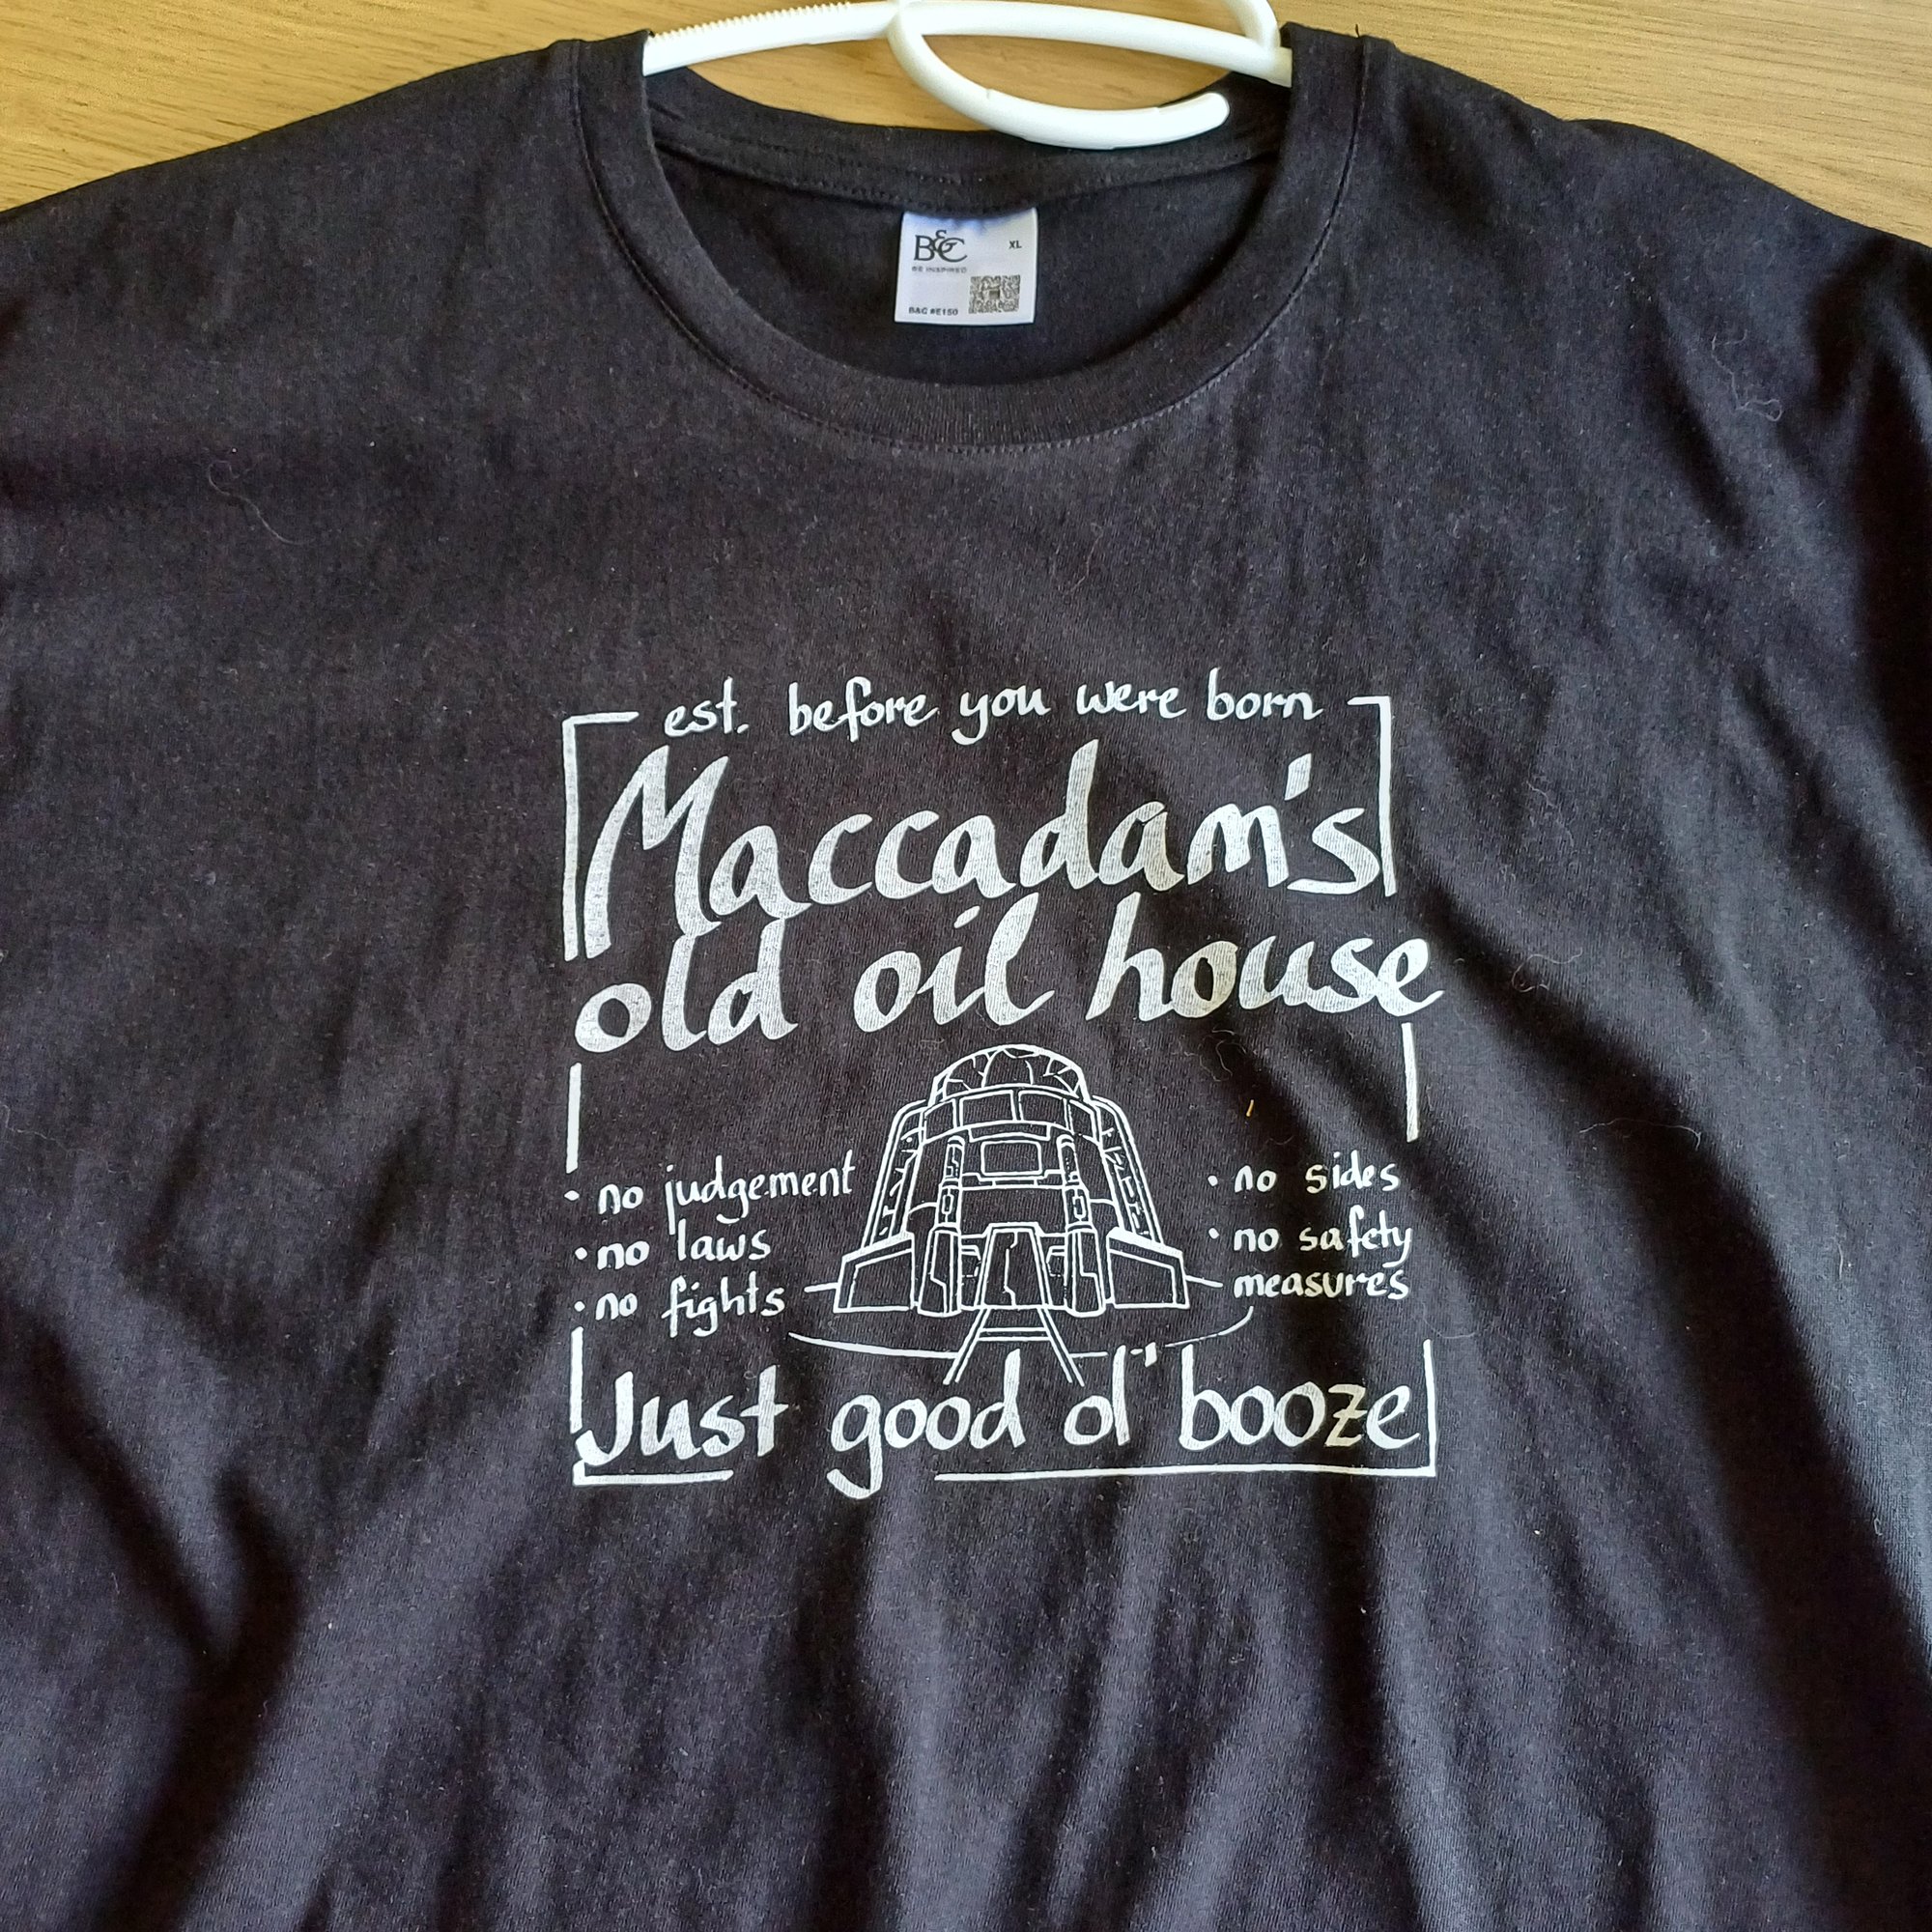 B&C
XL
BE INSPIRED
B&C #E150
est. before you were born
Maccadam's
old oil house
• no judgement
• no laws
• no fights
• no sides
• no safety
measures
Just good ol' booze